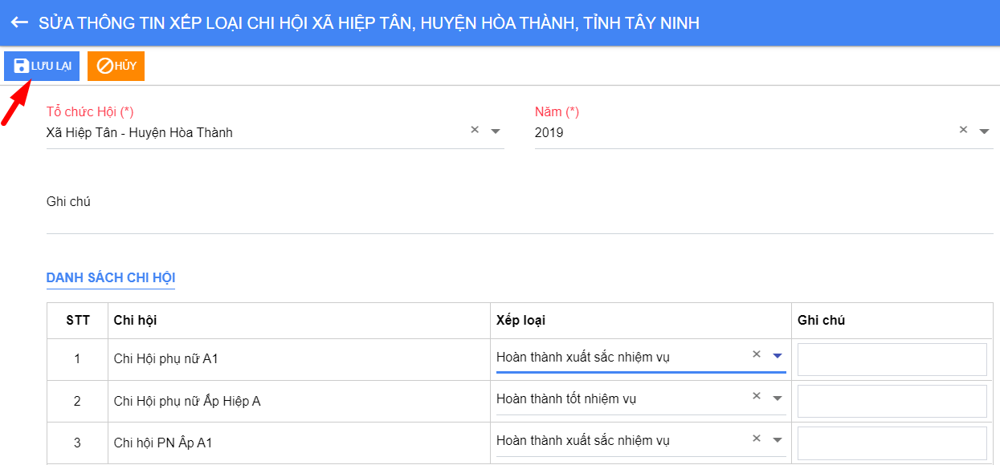 SỬA THÔNG TIN XẾP LOẠI CHI HỘI XÃ HIỆP TÂN, HUYỆN HÒA THÀNH, TỈNH TÂY NINH
LƯU LẠI HỦY
Tổ chức Hội (*) Năm (*)
Xã Hiệp Tân - Huyện Hòa Thành 2019
Ghi chú
DANH SÁCH CHI HỘI
STT Chi hội Xếp loại Ghi chú
1 Chi Hội phụ nữ A1 Hoàn thành xuất sắc nhiệm vụ
2 Chi Hội phụ nữ Ấp Hiệp A Hoàn thành tốt nhiệm vụ
3 Chi hội PN Âp A1 Hoàn thành xuất sắc nhiệm vụ